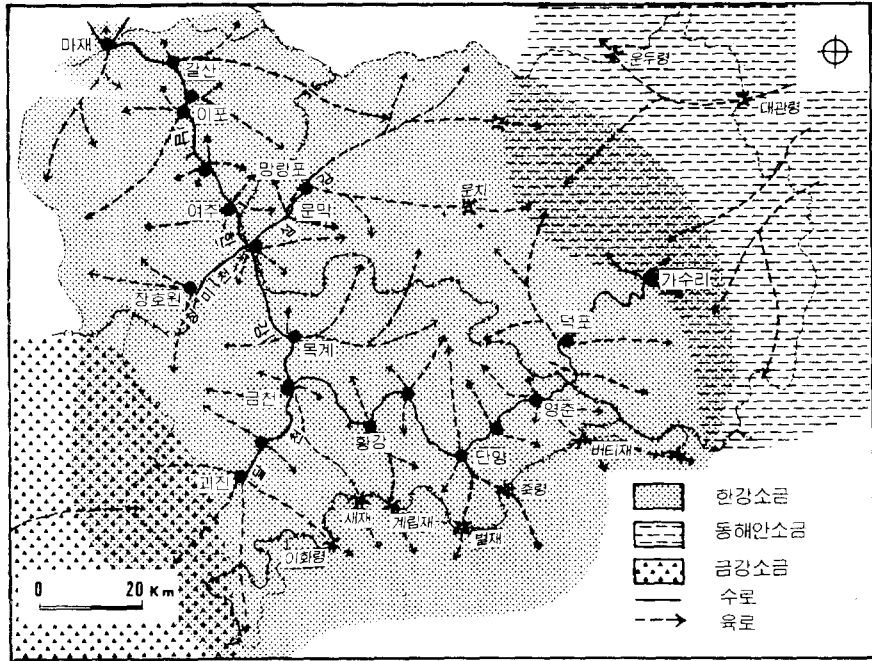 마재
갈산
이포
운두령
대관령
망랑포
문막
여주
운치
가수리
장호원
덕포
목계
금천
영춘
황강
단양
버티재
괴진
죽령
새재
계립재
벌재
이화령
한강소금
동해안소금
금강소금
수로
육로
0 20 Km